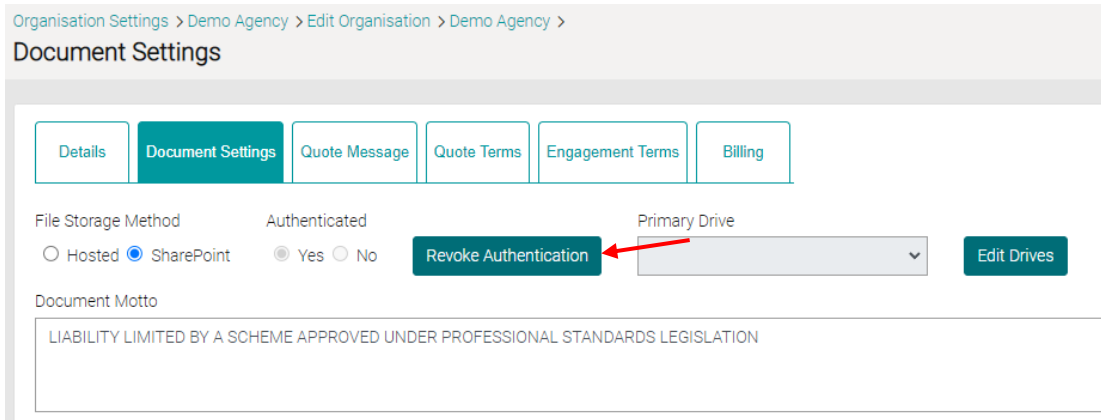 Organisation Settings > Demo Agency > Edit Organisation > Demo Agency >
Document Settings
Details Document Settings Quote Message Quote Terms Engagement Terms Billing
File Storage Method Authenticated Primary Drive
Hosted SharePoint Yes No Revoke Authentication Edit Drives
Document Motto
LIABILITY LIMITED BY A SCHEME APPROVED UNDER PROFESSIONAL STANDARDS LEGISLATION